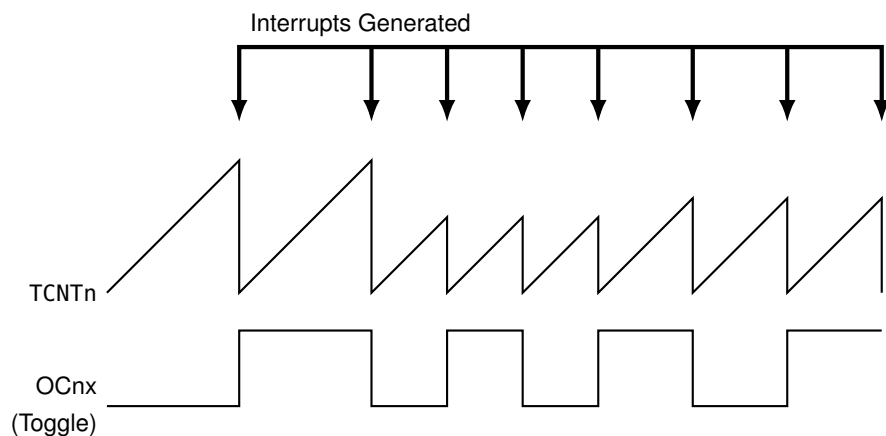 Interrupts Generated
TCNTn
OCnx
(Toggle)